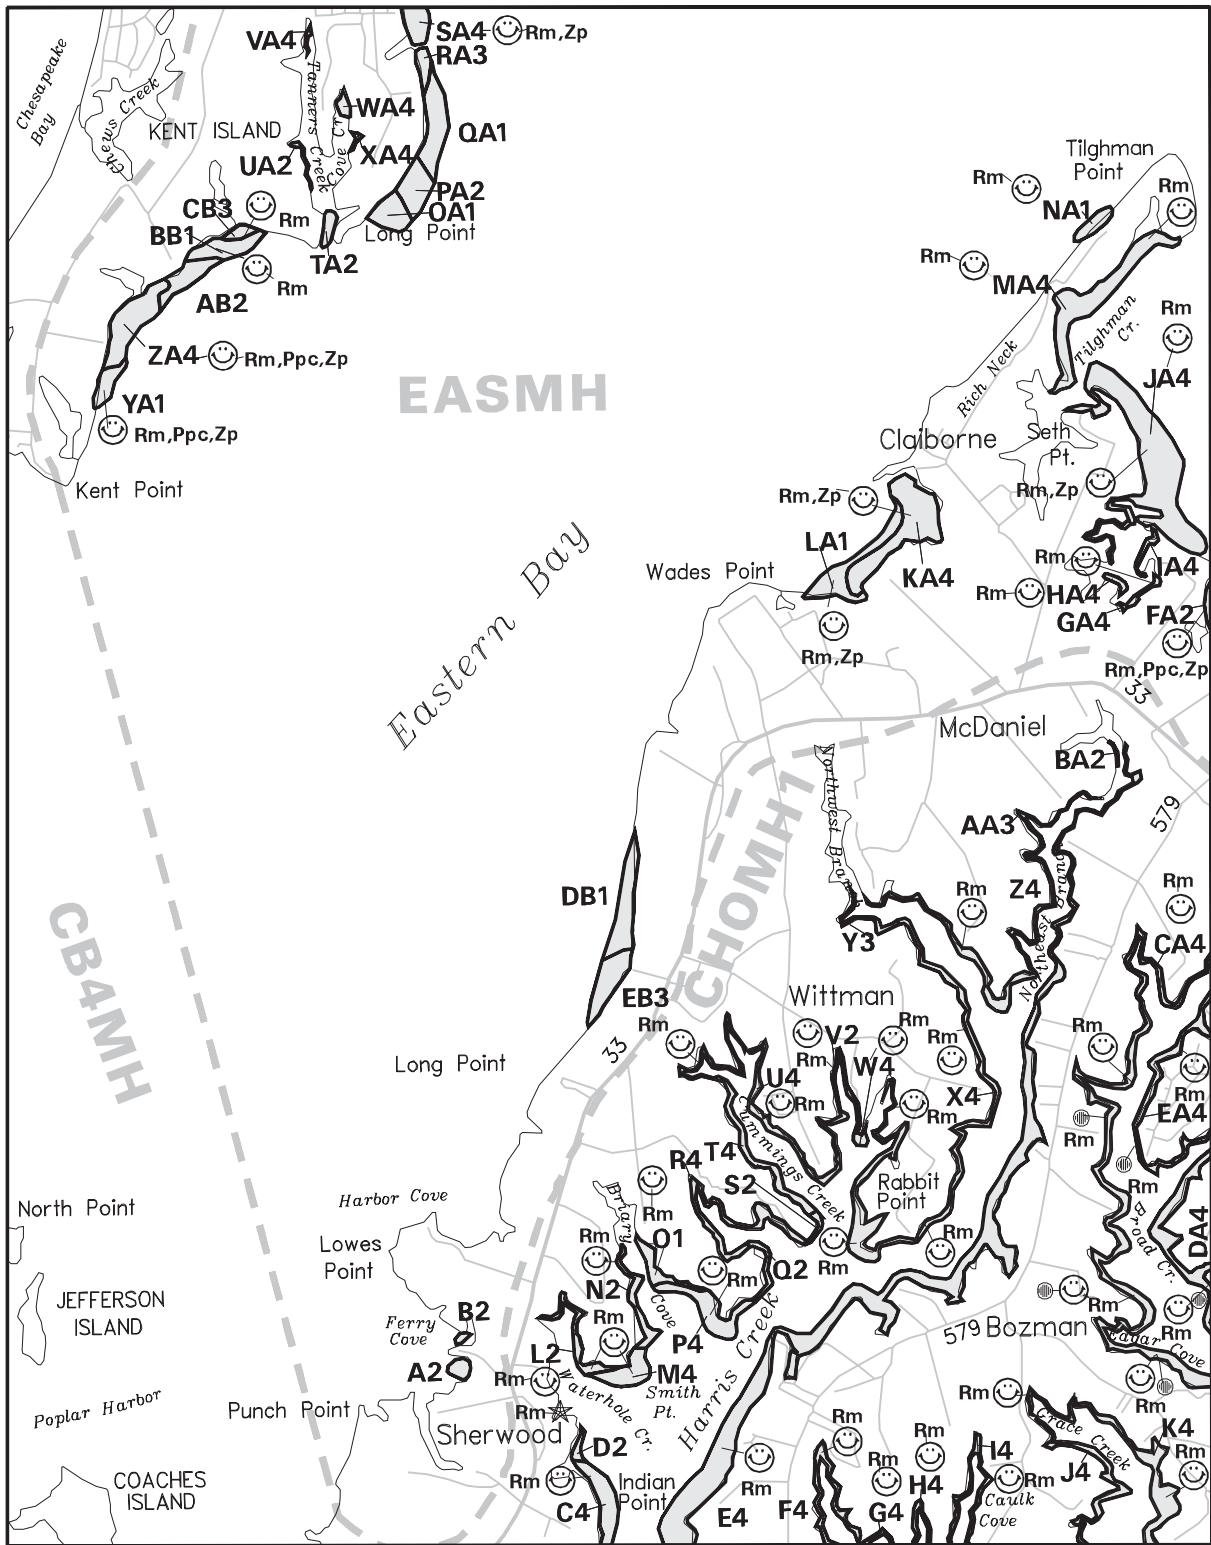 VA4
SA4
Rm,Zp
RA3
Chesapeake
Bay
Chews Creek
KENT ISLAND
Tanners Creek
WA4
Cove Cr.
QA1
XA4
UA2
PA2
OA1
Long Point
CB3
Rm
BB1
TA2
Rm
AB2
ZA4
Rm,Ppc,Zp
YA1
Rm,Ppc,Zp
Kent Point
EASMH
Tilghman
Point
Rm
Rm
NA1
Rm
MA4
Tilghman
Cr.
Rm
JA4
Rich Neck
Claiborne
Seth
Pt.
Rm,Zp
Rm,Zp
LA1
KA4
Wades Point
Rm,Zp
Rm
IA4
Rm
HA4
GA4
FA2
Rm,Ppc,Zp
33
Eastern Bay
McDaniel
BA2
579
Northwest Branch
AA3
Z4
Northeast Branch
DB1
Rm
Rm
Y3
CA4
CHOMH1
CB4MH
EB3
Wittman
33
Rm
V2
Rm
Rm
Rm
W4
Rm
Long Point
U4
Rm
Rm
X4
Rm
EA4
Cummings Creek
Rm
T4
R4
S2
Rabbit
Point
Rm
North Point
Harbor Cove
Briary
Cove
Rm
Broad Cr.
DA4
Lowes
Point
O1
Rm
Rm
Rm
Rm
Q2
N2
JEFFERSON
ISLAND
B2
Ferry
Cove
Rm
P4
Rm
Rm
579
Bozman
Edgar Cove
A2
L2
M4
Rm
Smith
Pt.
Harris Creek
Waterhole Cr.
Rm
Rm
Poplar Harbor
Punch Point
Rm
Sherwood
D2
Rm
Rm
Grace Creek
K4
Rm
COACHES
ISLAND
Rm
Indian
Point
Rm
Rm
H4
I4
Rm
J4
C4
E4
F4
G4
Caulk
Cove